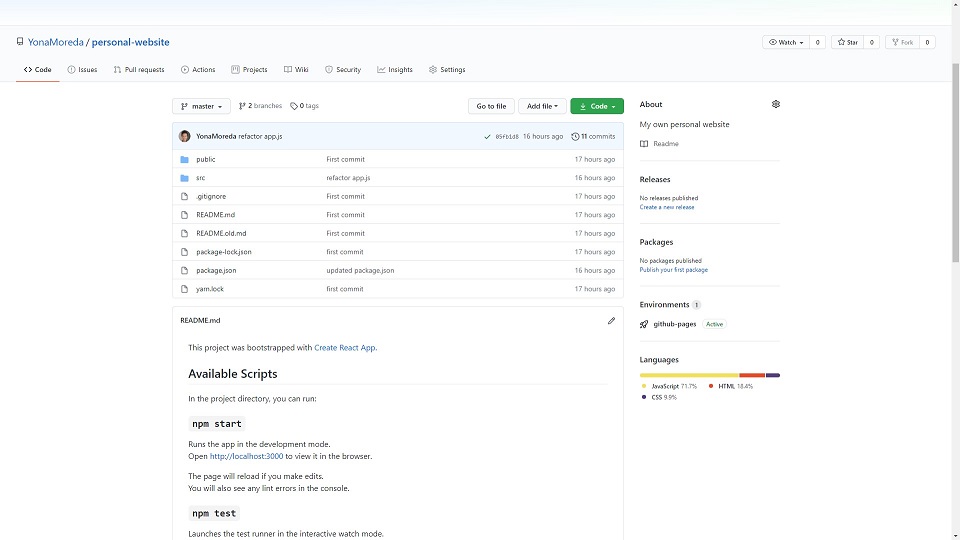 YonaMoreda / personal-website
Watch 0 Star 0 Fork 0
Code Issues Pull requests Actions Projects Wiki Security Insights Settings
master 2 branches 0 tags Go to file Add file Code
YonaMoreda refactor app.js 05fb1d8 16 hours ago 11 commits
public First commit 17 hours ago
src refactor app.js 16 hours ago
.gitignore First commit 17 hours ago
README.md First commit 17 hours ago
README.old.md First commit 17 hours ago
package-lock.json first commit 17 hours ago
package.json updated package.json 16 hours ago
yarn.lock first commit 17 hours ago
README.md
This project was bootstrapped with Create React App.
Available Scripts
In the project directory, you can run:
npm start
Runs the app in the development mode.
Open http://localhost:3000 to view it in the browser.
The page will reload if you make edits.
You will also see any lint errors in the console.
npm test
Launches the test runner in the interactive watch mode.
About
My own personal website
Readme
Releases
No releases published
Create a new release
Packages
No packages published
Publish your first package
Environments 1
github-pages Active
Languages
JavaScript 71.7% HTML 18.4%
CSS 9.9%